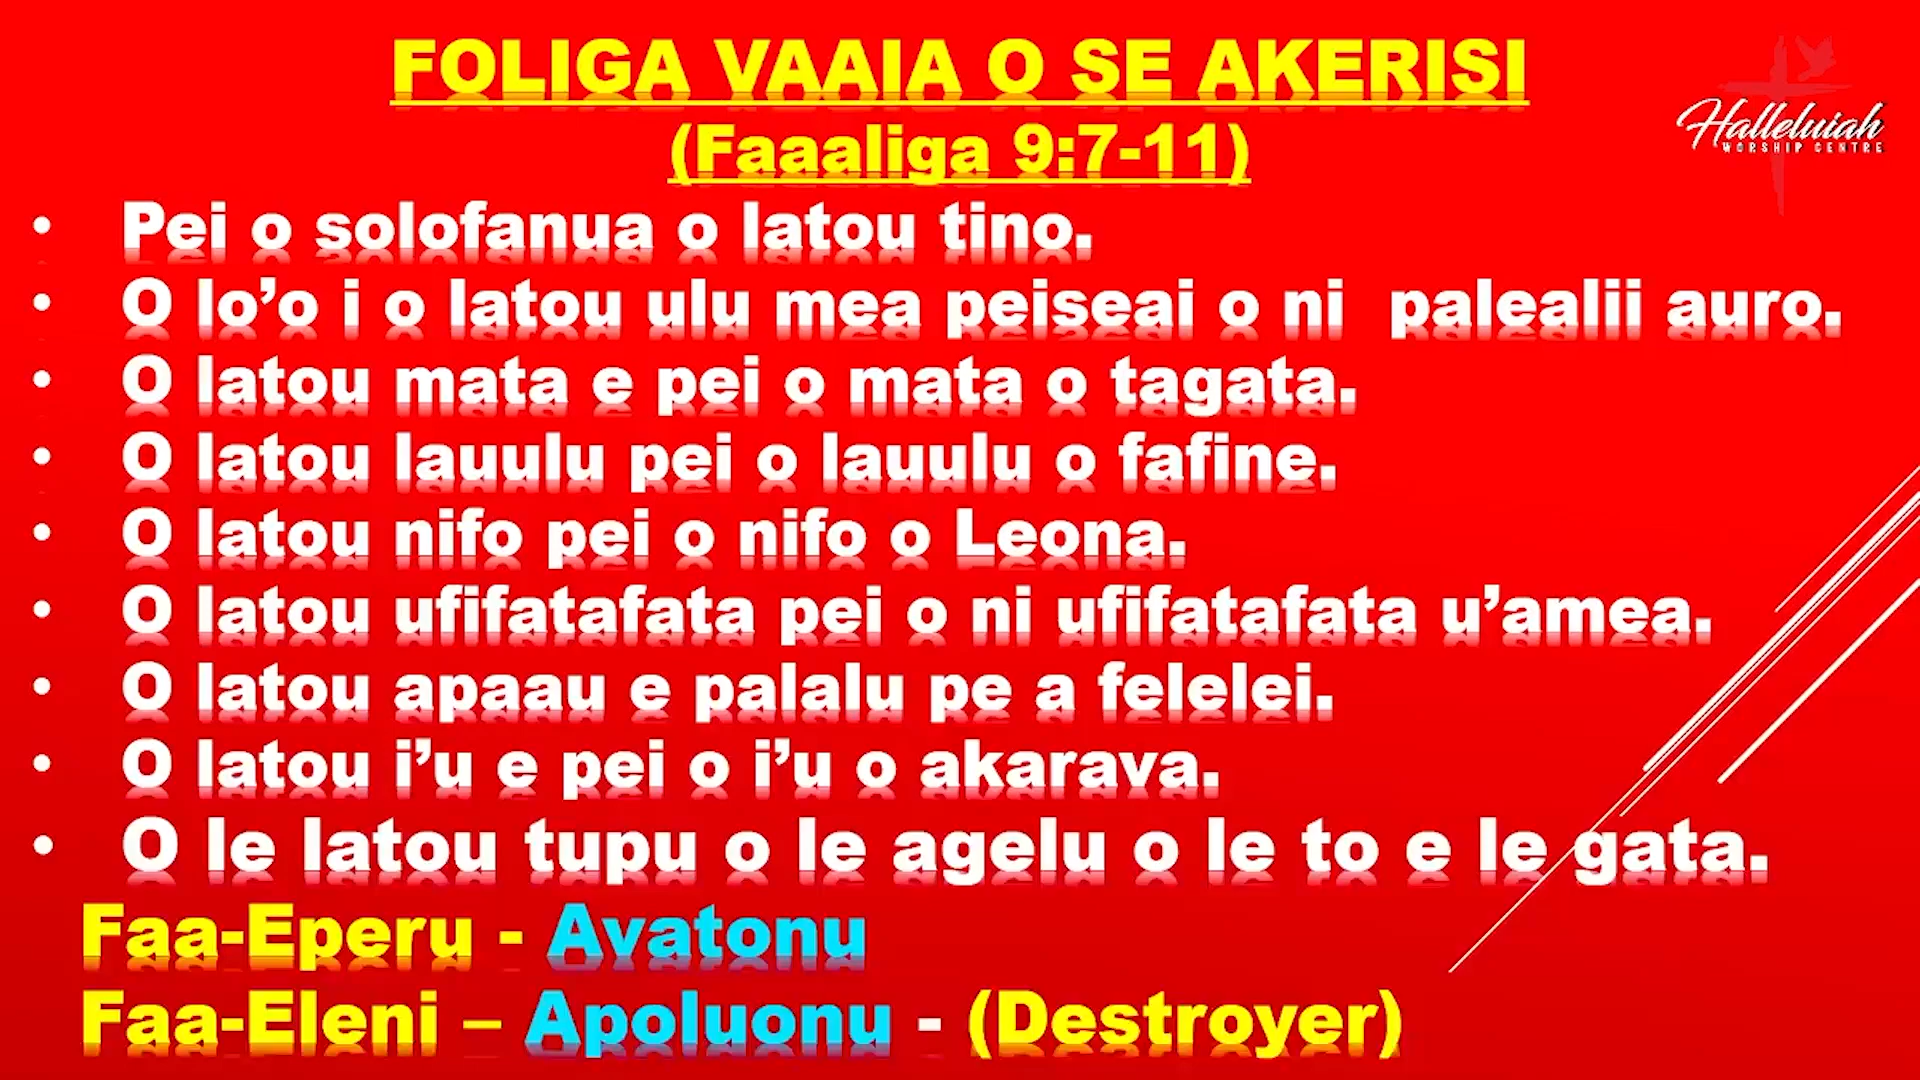 FOLIGA VAAIA O SE AKERISI
(Faaaliga 9:7-11)
Halleluiah
WORSHIP CENTRE
• Pei o solofanua o latou tino.
• O lo’o i o latou ulu mea peiseai o ni palealii auro.
• O latou mata e pei o mata o tagata.
• O latou lauulu pei o lauulu o fafine.
• O latou nifo pei o nifo o Leona.
• O latou ufifatafata pei o ni ufifatafata u’amea.
• O latou apaau e palalu pe a felelei.
• O latou i’u e pei o i’u o akarava.
• O le latou tupu o le agelu o le to e le gata.
Faa-Eperu - Avatonu
Faa-Eleni – Apoluonu - (Destroyer)